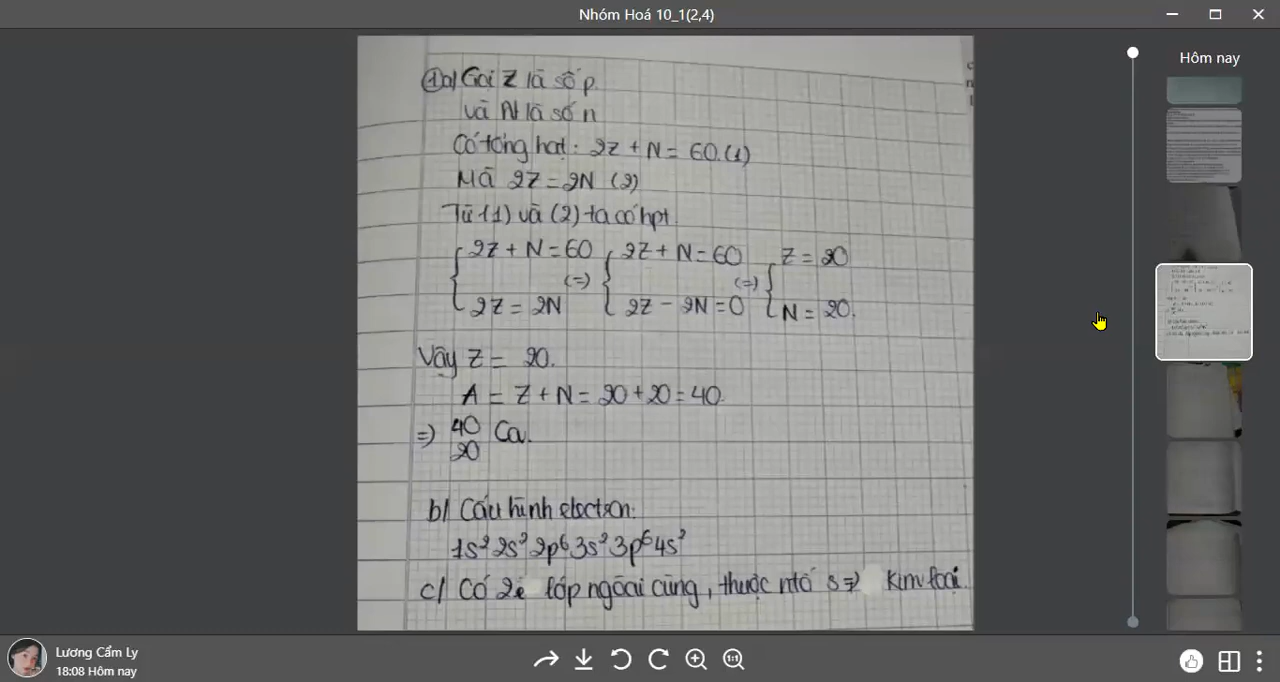 Nhóm Hoá 10_1(2,4)
Hôm nay
1a) Gọi Z là số p.
và N là số n
Có tổng hạt: 2Z + N = 60.(1)
Mà 2Z = 2N (2)
Từ (1) và (2) ta có hpt.
2Z + N = 60 (=) 2Z + N = 60 (=) Z = 20
2Z = 2N 2Z - 2N = 0 N = 20.
Vậy Z = 20.
A = Z + N = 20 + 20 = 40.
=) 40 Ca.
20
b) Cấu hình electron:
1s² 2s² 2p⁶ 3s² 3p⁶ 4s²
c) Có 2e lớp ngoài cùng, thuộc ntố s => kim loại.
Lương Cẩm Ly
18:08 Hôm nay
1:1